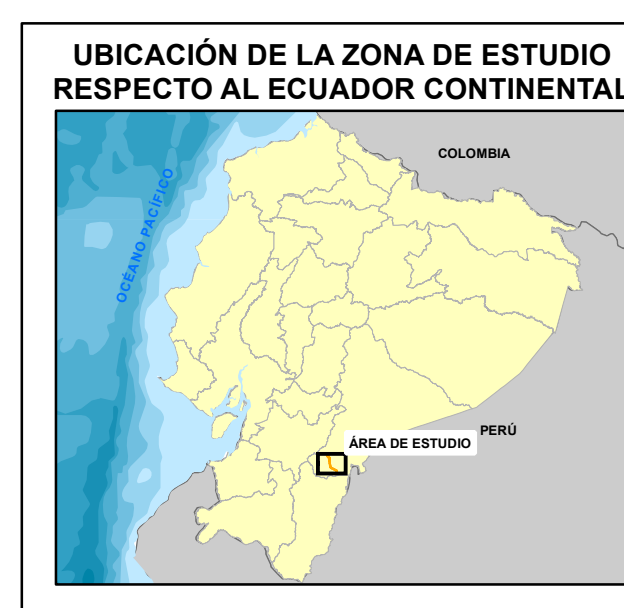 UBICACIÓN DE LA ZONA DE ESTUDIO
RESPECTO AL ECUADOR CONTINENTAL
COLOMBIA
OCÉANO PACÍFICO
PERÚ
ÁREA DE ESTUDIO